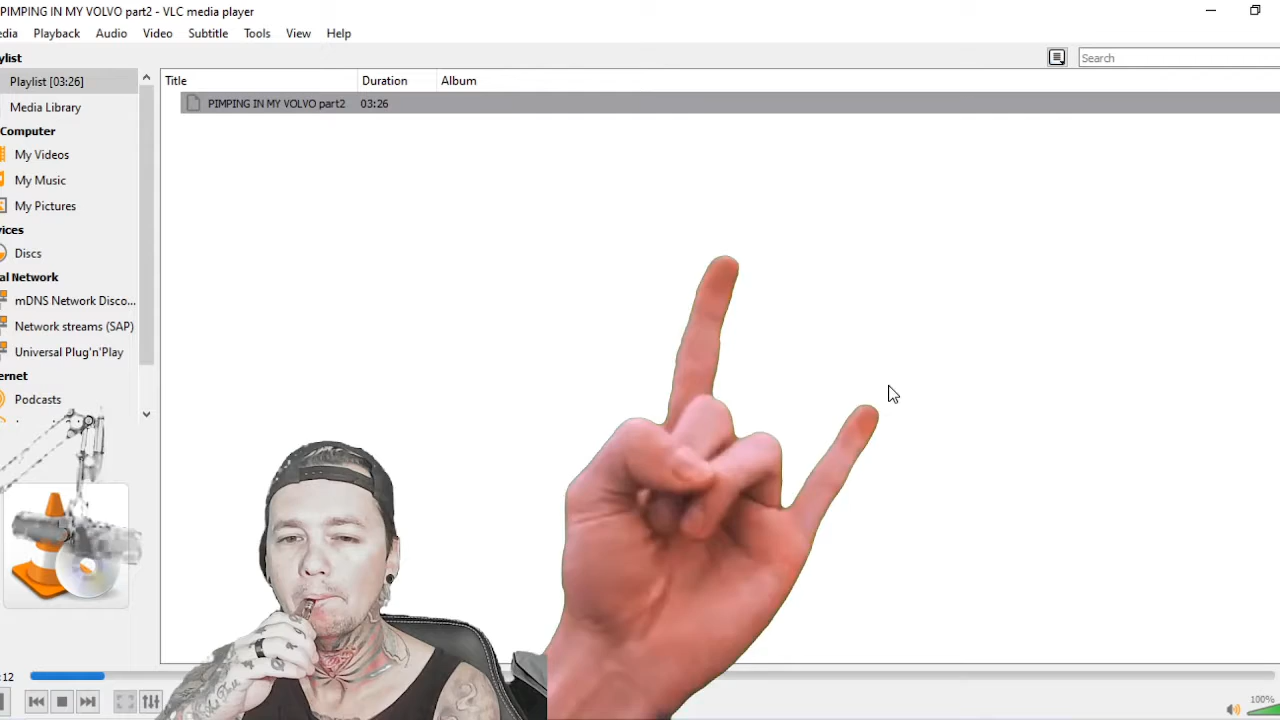 PIMPING IN MY VOLVO part2 - VLC media player
edia Playback Audio Video Subtitle Tools View Help
ylist
Search
Playlist [03:26]
Title Duration Album
PIMPING IN MY VOLVO part2 03:26
Media Library
Computer
My Videos
My Music
My Pictures
vices
Discs
al Network
mDNS Network Disco...
Network streams (SAP)
Universal Plug'n'Play
ernet
Podcasts
:12
100%